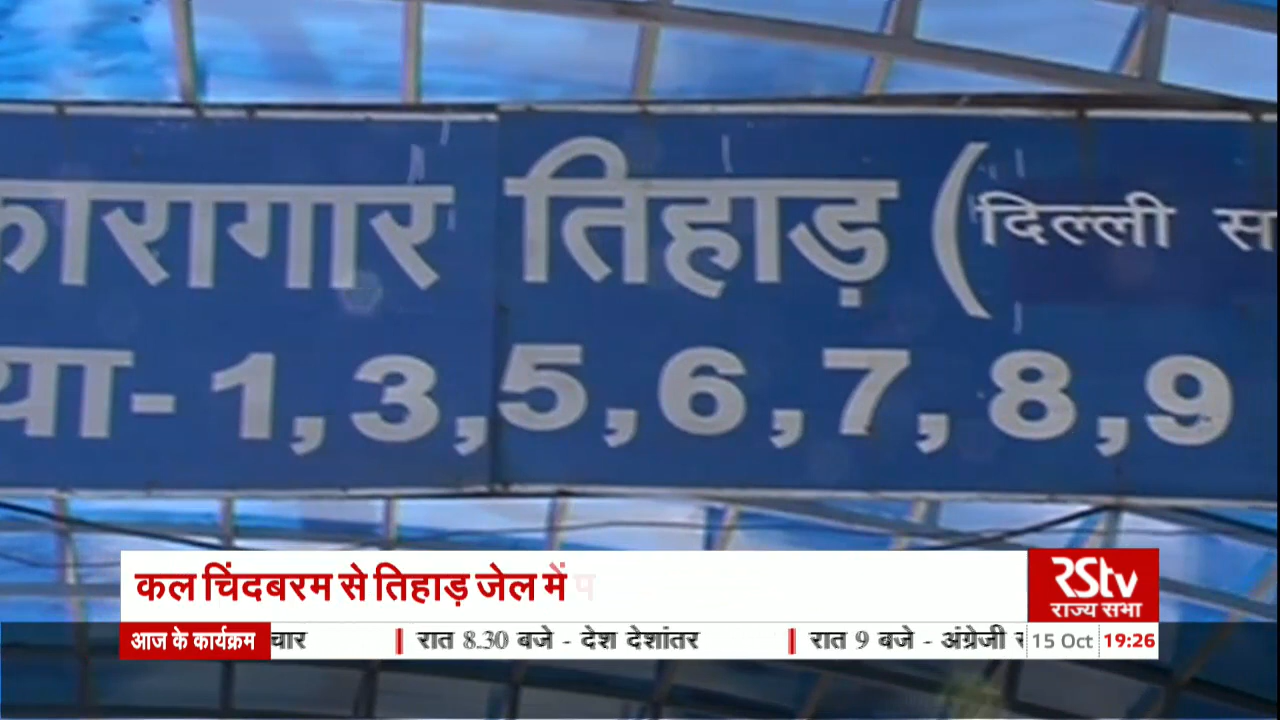 कारागार तिहाड़ (दिल्ली स
या- 1,3,5,6,7,8,9
कल चिंदबरम से तिहाड़ जेल में प
RStv
राज्य सभा
आज के कार्यक्रम चार | रात 8.30 बजे - देश देशांतर | रात 9 बजे - अंग्रेजी 15 Oct 19:26